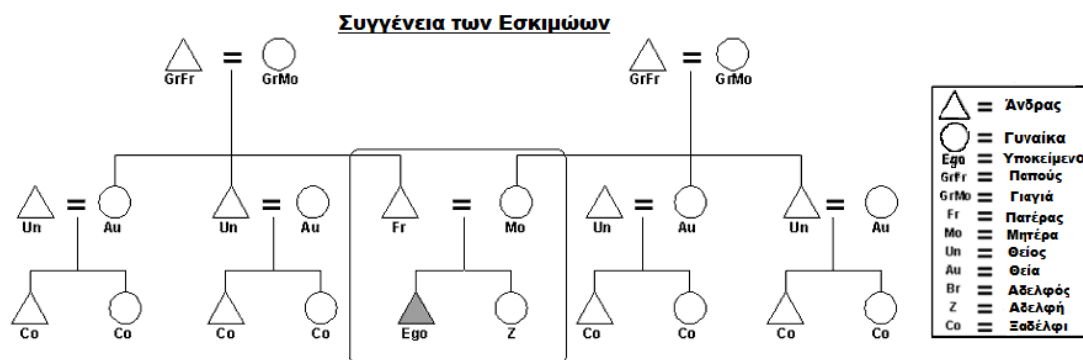 Συγγένεια των Εσκιμώων
GrFr = GrMo GrFr = GrMo
Un = Au Un = Au Fr = Mo Un = Au Un = Au
Co Co Co Co Ego Z Co Co Co Co
= Άνδρας
= Γυναίκα
Ego = Υποκείμενο
GrFr = Παπούς
GrMo = Γιαγιά
Fr = Πατέρας
Mo = Μητέρα
Un = Θείος
Au = Θεία
Br = Αδελφός
Z = Αδελφή
Co = Ξαδέλφι